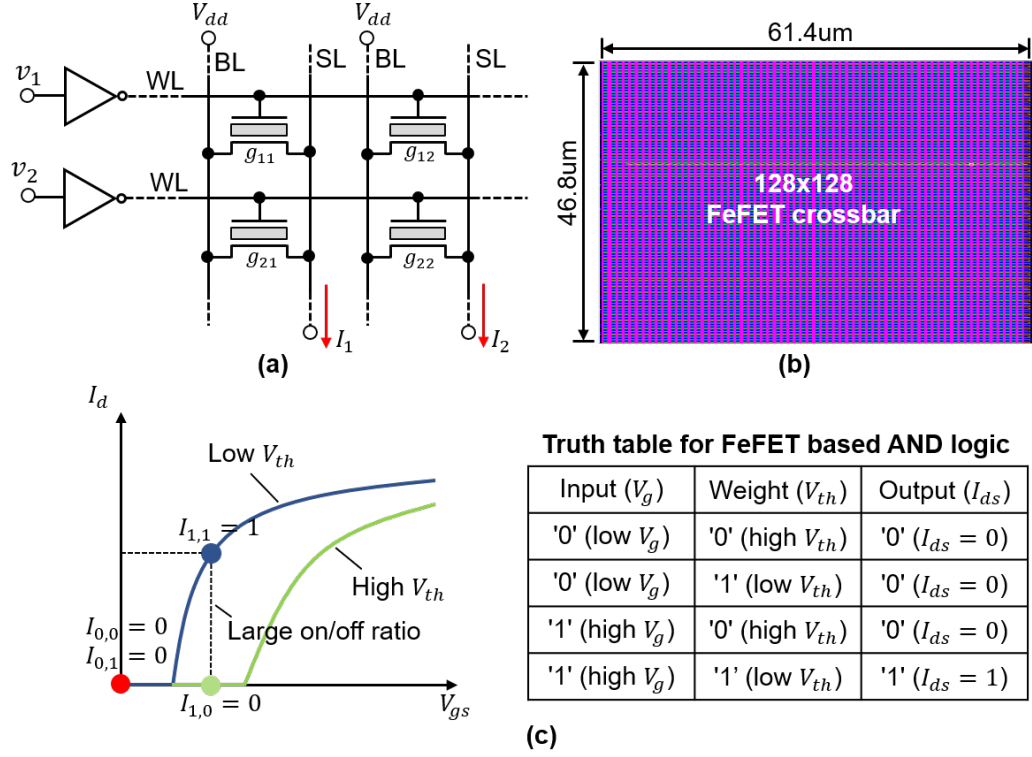 V_dd V_dd
BL SL BL SL
v_1 WL
g_11 g_12
v_2 WL
g_21 g_22
I_1 I_2
(a)
61.4um
46.8um
128x128
FeFET crossbar
(b)
I_d
Low V_th
I_1,1 = 1
High V_th
I_0,0 = 0
Large on/off ratio
I_0,1 = 0
I_1,0 = 0
V_gs
Truth table for FeFET based AND logic
Input (V_g) Weight (V_th) Output (I_ds)
'0' (low V_g) '0' (high V_th) '0' (I_ds = 0)
'0' (low V_g) '1' (low V_th) '0' (I_ds = 0)
'1' (high V_g) '0' (high V_th) '0' (I_ds = 0)
'1' (high V_g) '1’ (low V_th) '1' (I_ds = 1)
(c)